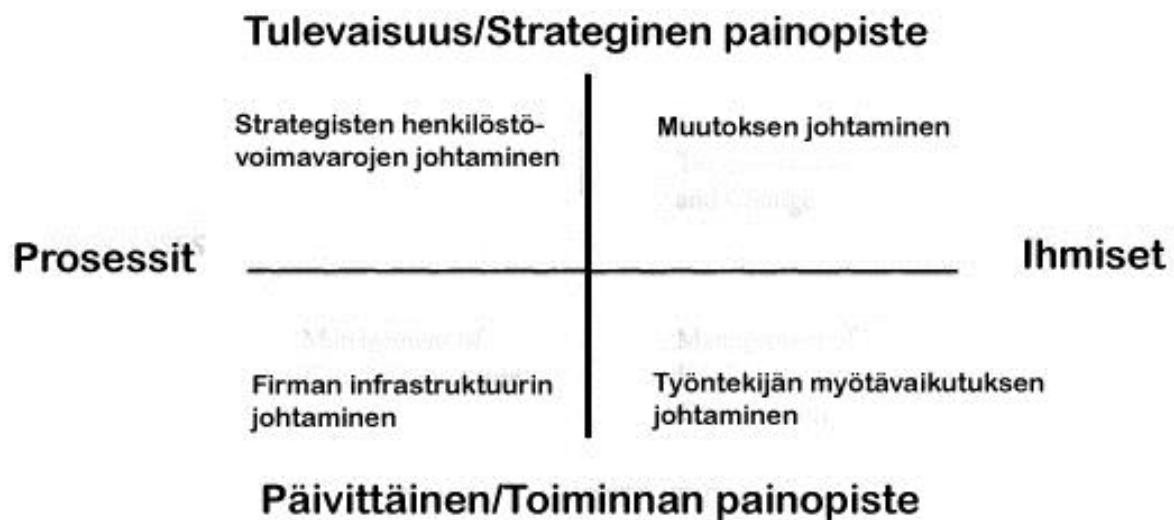 Tulevaisuus/Strateginen painopiste
Strategisten henkilöstö-
voimavarojen johtaminen
Muutoksen johtaminen
Prosessit
Ihmiset
Firman infrastruktuurin
johtaminen
Työntekijän myötävaikutuksen
johtaminen
Päivittäinen/Toiminnan painopiste